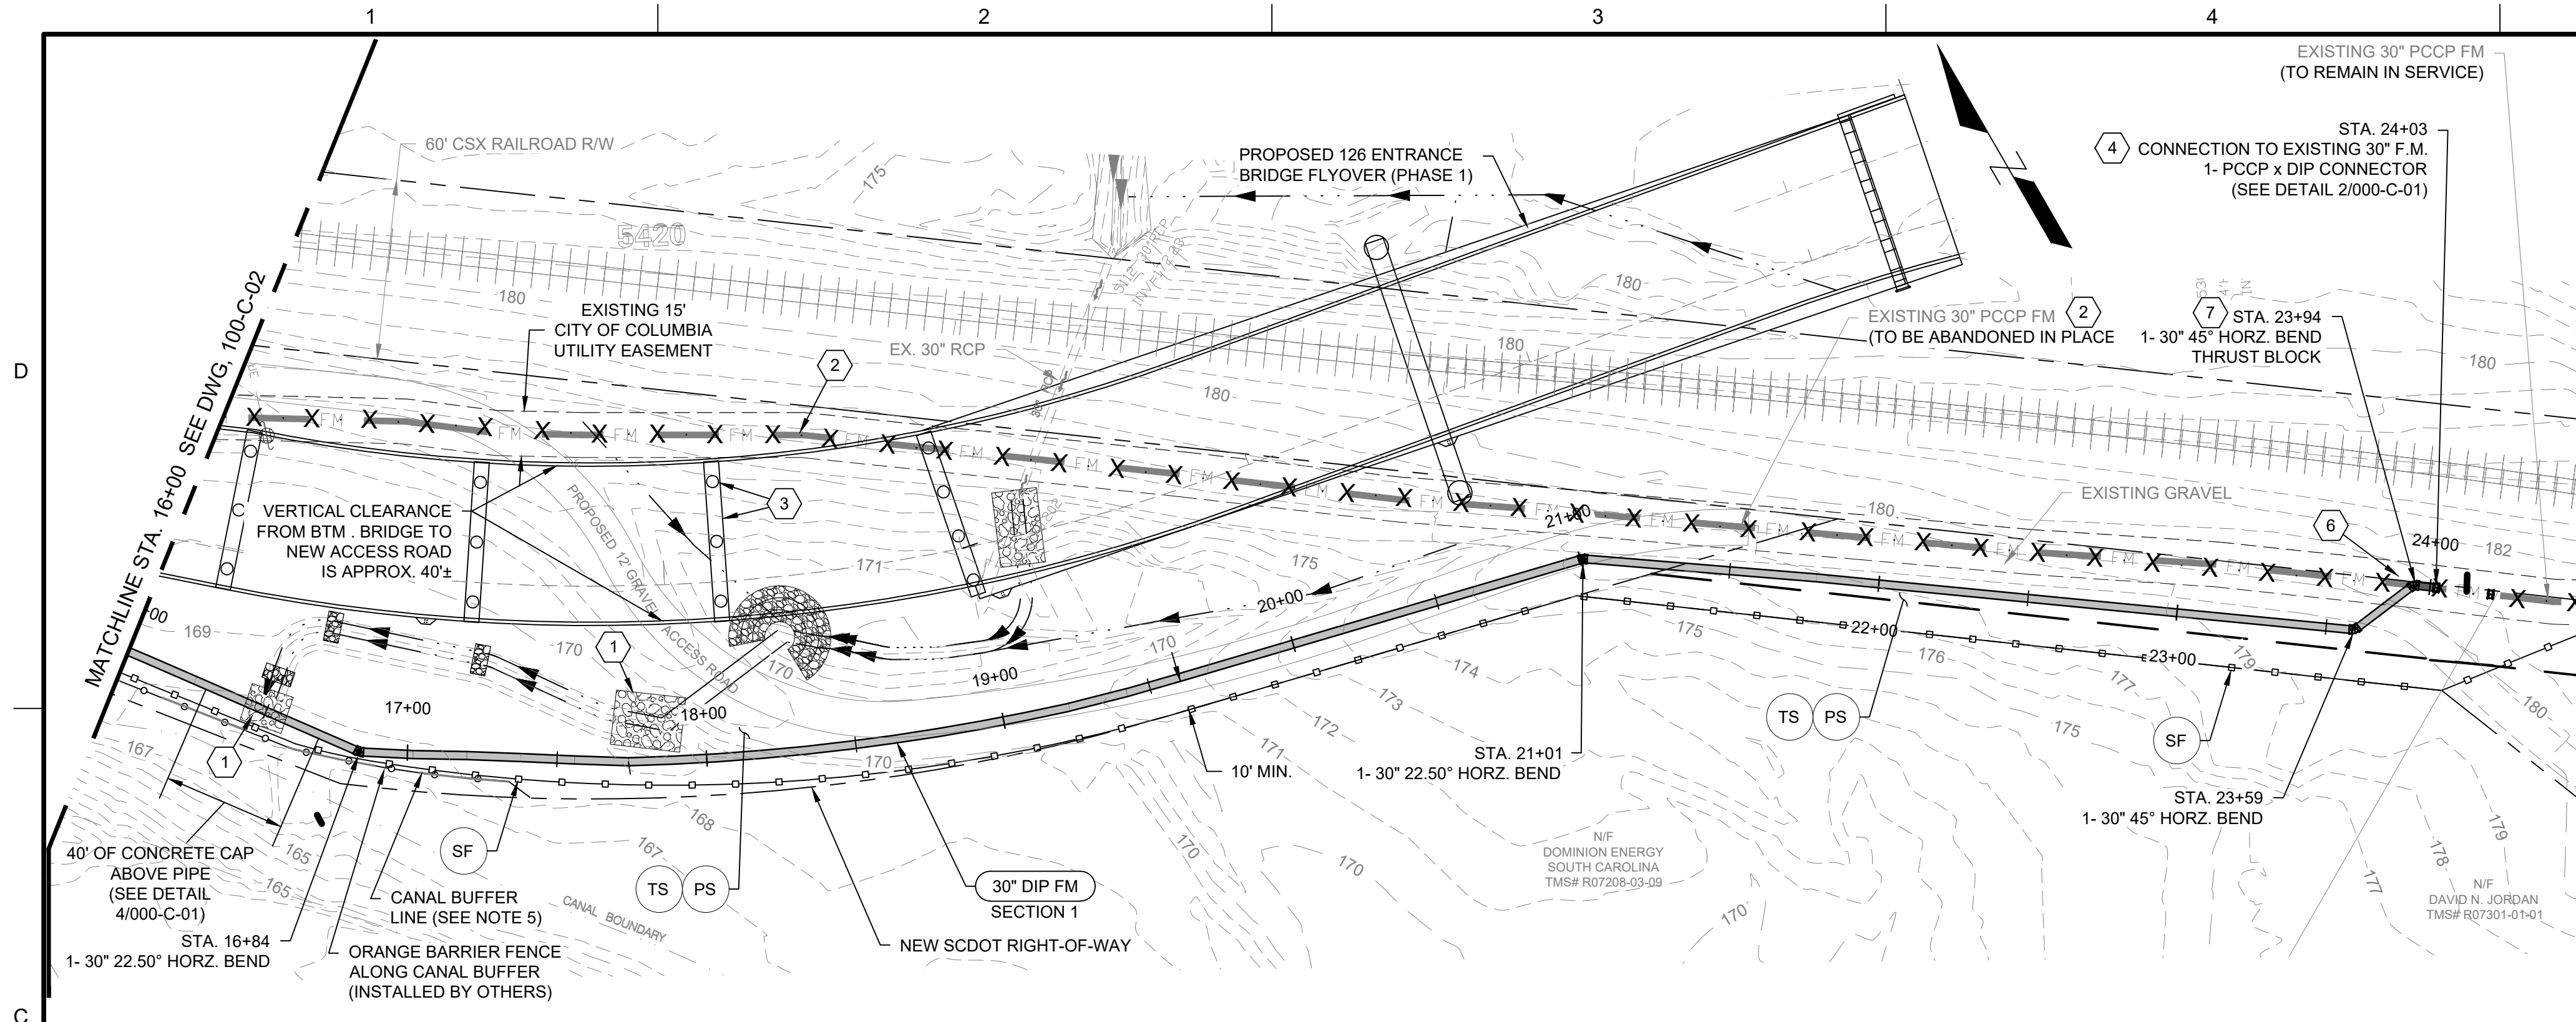 1
2
3
4
D
C
EXISTING 30" PCCP FM
(TO REMAIN IN SERVICE)
STA. 24+03
4
CONNECTION TO EXISTING 30" F.M.
1- PCCP x DIP CONNECTOR
(SEE DETAIL 2/000-C-01)
60' CSX RAILROAD R/W
175
PROPOSED 126 ENTRANCE
BRIDGE FLYOVER (PHASE 1)
5420
180
180
EXISTING 15'
CITY OF COLUMBIA
UTILITY EASEMENT
EX. 30" RCP
30" RCP
2
180
180
EXISTING 30" PCCP FM
2
(TO BE ABANDONED IN PLACE
7
STA. 23+94
1- 30" 45° HORZ. BEND
THRUST BLOCK
180
MATCHLINE STA. 16+00 SEE DWG, 100-C-02
FM
VERTICAL CLEARANCE
FROM BTM . BRIDGE TO
NEW ACCESS ROAD
IS APPROX. 40'±
3
PROPOSED 12' GRAVEL
ACCESS ROAD
EXISTING GRAVEL
180
21+00
6
24+00
182
171
175
20+00
169
170
1
170
170
19+00
175
22+00
176
23+00
179
177
180
17+00
18+00
174
173
172
171
170
167
1
170
168
167
10' MIN.
STA. 21+01
1- 30" 22.50° HORZ. BEND
TS
PS
SF
175
STA. 23+59
1- 30" 45° HORZ. BEND
40' OF CONCRETE CAP
ABOVE PIPE
(SEE DETAIL
4/000-C-01)
165
165
SF
TS
PS
CANAL BUFFER
LINE (SEE NOTE 5)
CANAL BOUNDARY
30" DIP FM
SECTION 1
170
170
170
N/F
DOMINION ENERGY
SOUTH CAROLINA
TMS# R07208-03-09
177
178
179
N/F
DAVID N. JORDAN
TMS# R07301-01-01
STA. 16+84
1- 30" 22.50° HORZ. BEND
ORANGE BARRIER FENCE
ALONG CANAL BUFFER
(INSTALLED BY OTHERS)
NEW SCDOT RIGHT-OF-WAY